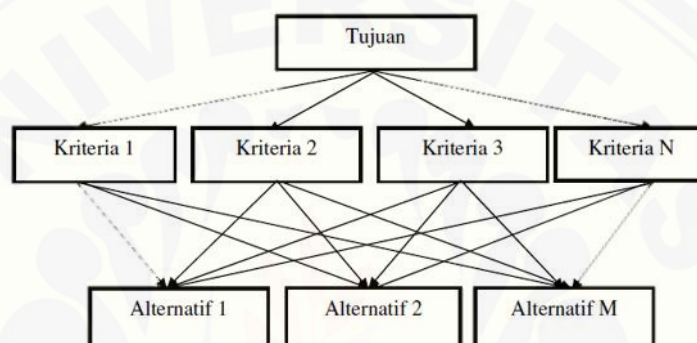 Tujuan
Kriteria 1
Kriteria 2
Kriteria 3
Kriteria N
Alternatif 1
Alternatif 2
Alternatif M